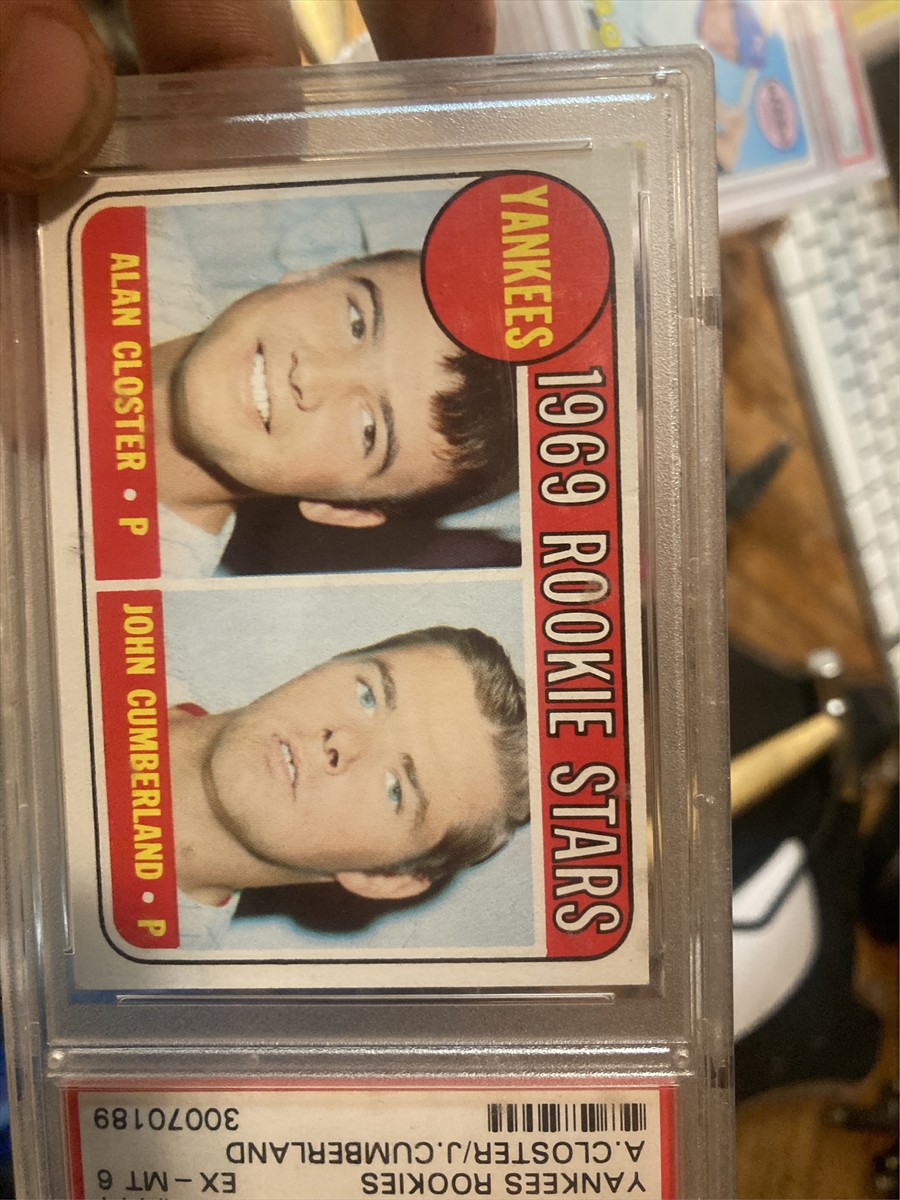 YANKEES
1969 ROOKIE STARS
ALAN CLOSTER • P
JOHN CUMBERLAND • P
YANKEES ROOKIES EX - MT 6
A.CLOSTER/J.CUMBERLAND
30070189